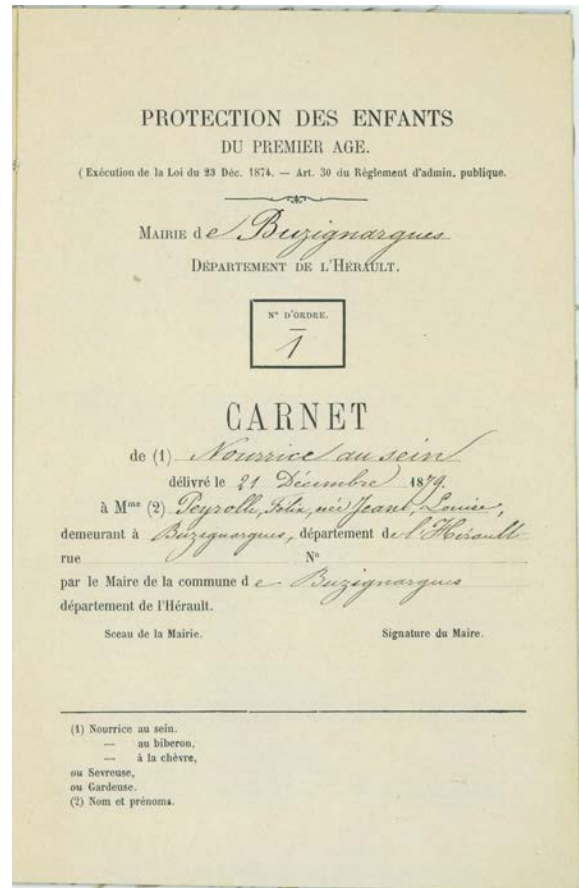 PROTECTION DES ENFANTS
DU PREMIER AGE.
(Exécution de la Loi du 23 Déc. 1874. — Art. 30 du Règlement d'admin. publique.
MAIRIE de Buzignargues
DÉPARTEMENT DE L'HÉRAULT.
N° D'ORDRE.
1
CARNET
de (1) Nourrice au sein
délivré le 21 Décembre 1879.
à Mme (2) Peyrolle, Félix, née Jeant, Louise,
demeurant à Buzignargues, département de l'Hérault
rue N°
par le Maire de la commune de Buzignargues
département de l'Hérault.
Sceau de la Mairie. Signature du Maire.
(1) Nourrice au sein.
— au biberon,
— à la chèvre,
ou Sevreuse,
ou Gardeuse.
(2) Nom et prénoms.